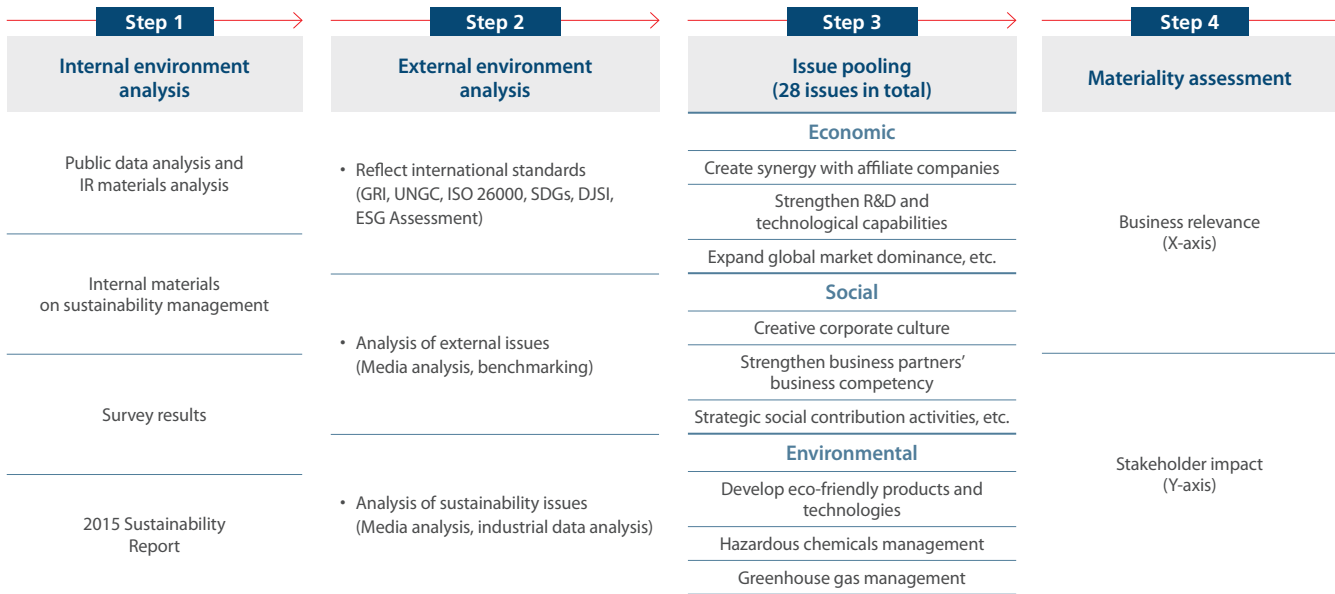 Step 1
Internal environment
analysis
Public data analysis and
IR materials analysis
Internal materials
on sustainability management
Survey results
2015 Sustainability
Report
Step 2
External environment
analysis
• Reflect international standards
(GRI, UNGC, ISO 26000, SDGs, DJSI,
ESG Assessment)
• Analysis of external issues
(Media analysis, benchmarking)
• Analysis of sustainability issues
(Media analysis, industrial data analysis)
Step 3
Issue pooling
(28 issues in total)
Economic
Create synergy with affiliate companies
Strengthen R&D and
technological capabilities
Expand global market dominance, etc.
Social
Creative corporate culture
Strengthen business partners'
business competency
Strategic social contribution activities, etc.
Environmental
Develop eco-friendly products and
technologies
Hazardous chemicals management
Greenhouse gas management
Step 4
Materiality assessment
Business relevance
(X-axis)
Stakeholder impact
(Y-axis)